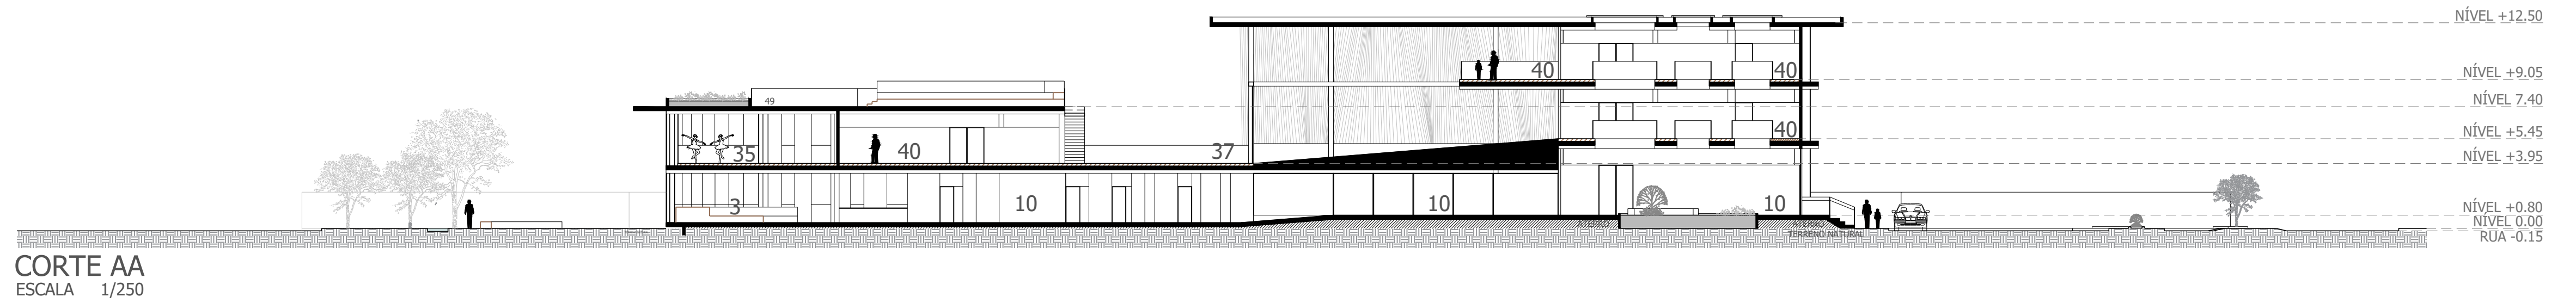 NÍVEL +12.50
40
40
NÍVEL +9.05
49
NÍVEL 7.40
40
NÍVEL +5.45
35
40
37
NÍVEL +3.95
3
10
10
10
NÍVEL +0.80
NÍVEL 0.00
ATERRO
ATERRO
TERRENO NATURAL
RUA -0.15
CORTE AA
ESCALA 1/250